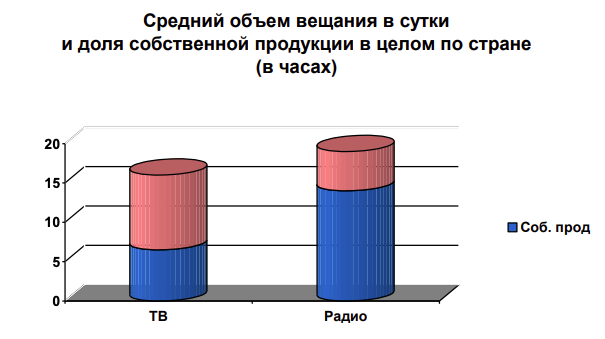 Средний объем вещания в сутки
и доля собственной продукции в целом по стране
(в часах)
20
15
10
5
0
ТВ
Радио
Соб. прод